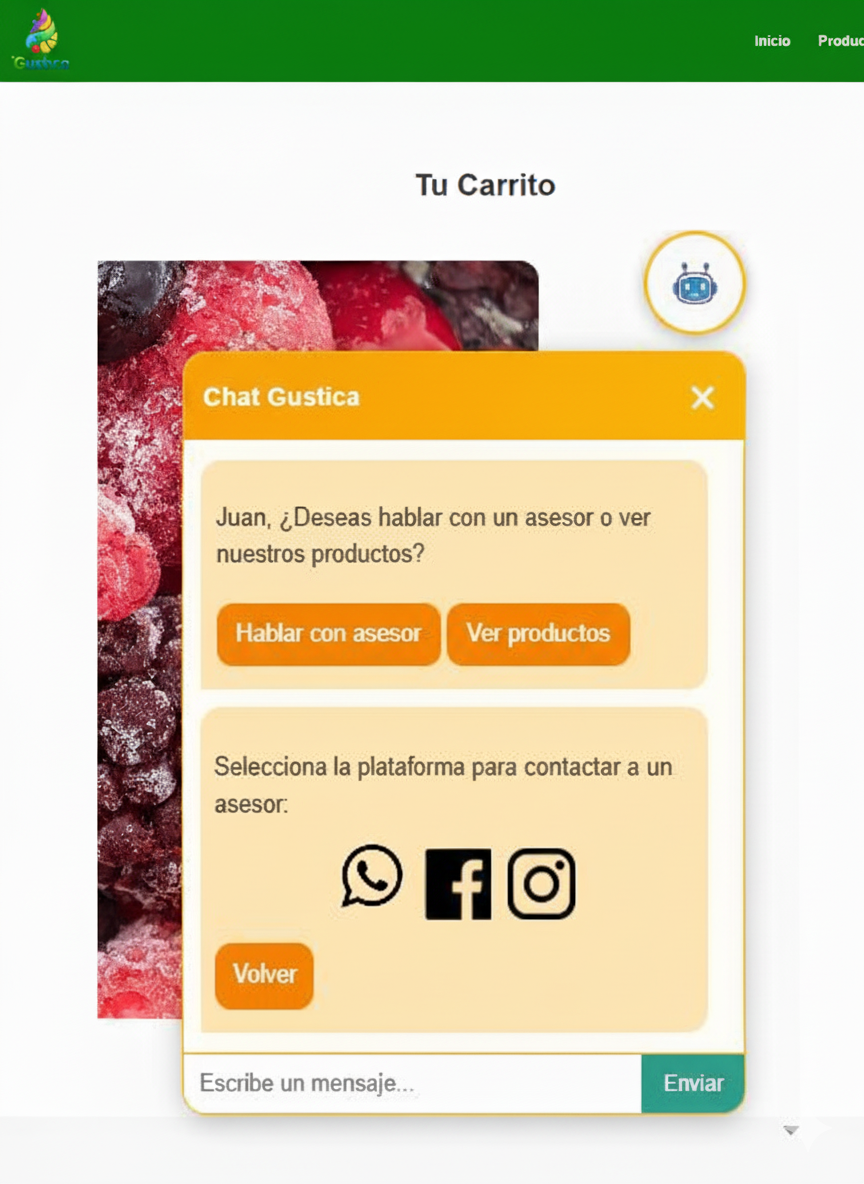 Gustica
Inicio
Produc
Tu Carrito
Chat Gustica
Juan, ¿Deseas hablar con un asesor o ver
nuestros productos?
Hablar con asesor
Ver productos
Selecciona la plataforma para contactar a un
asesor:
Volver
Escribe un mensaje...
Enviar